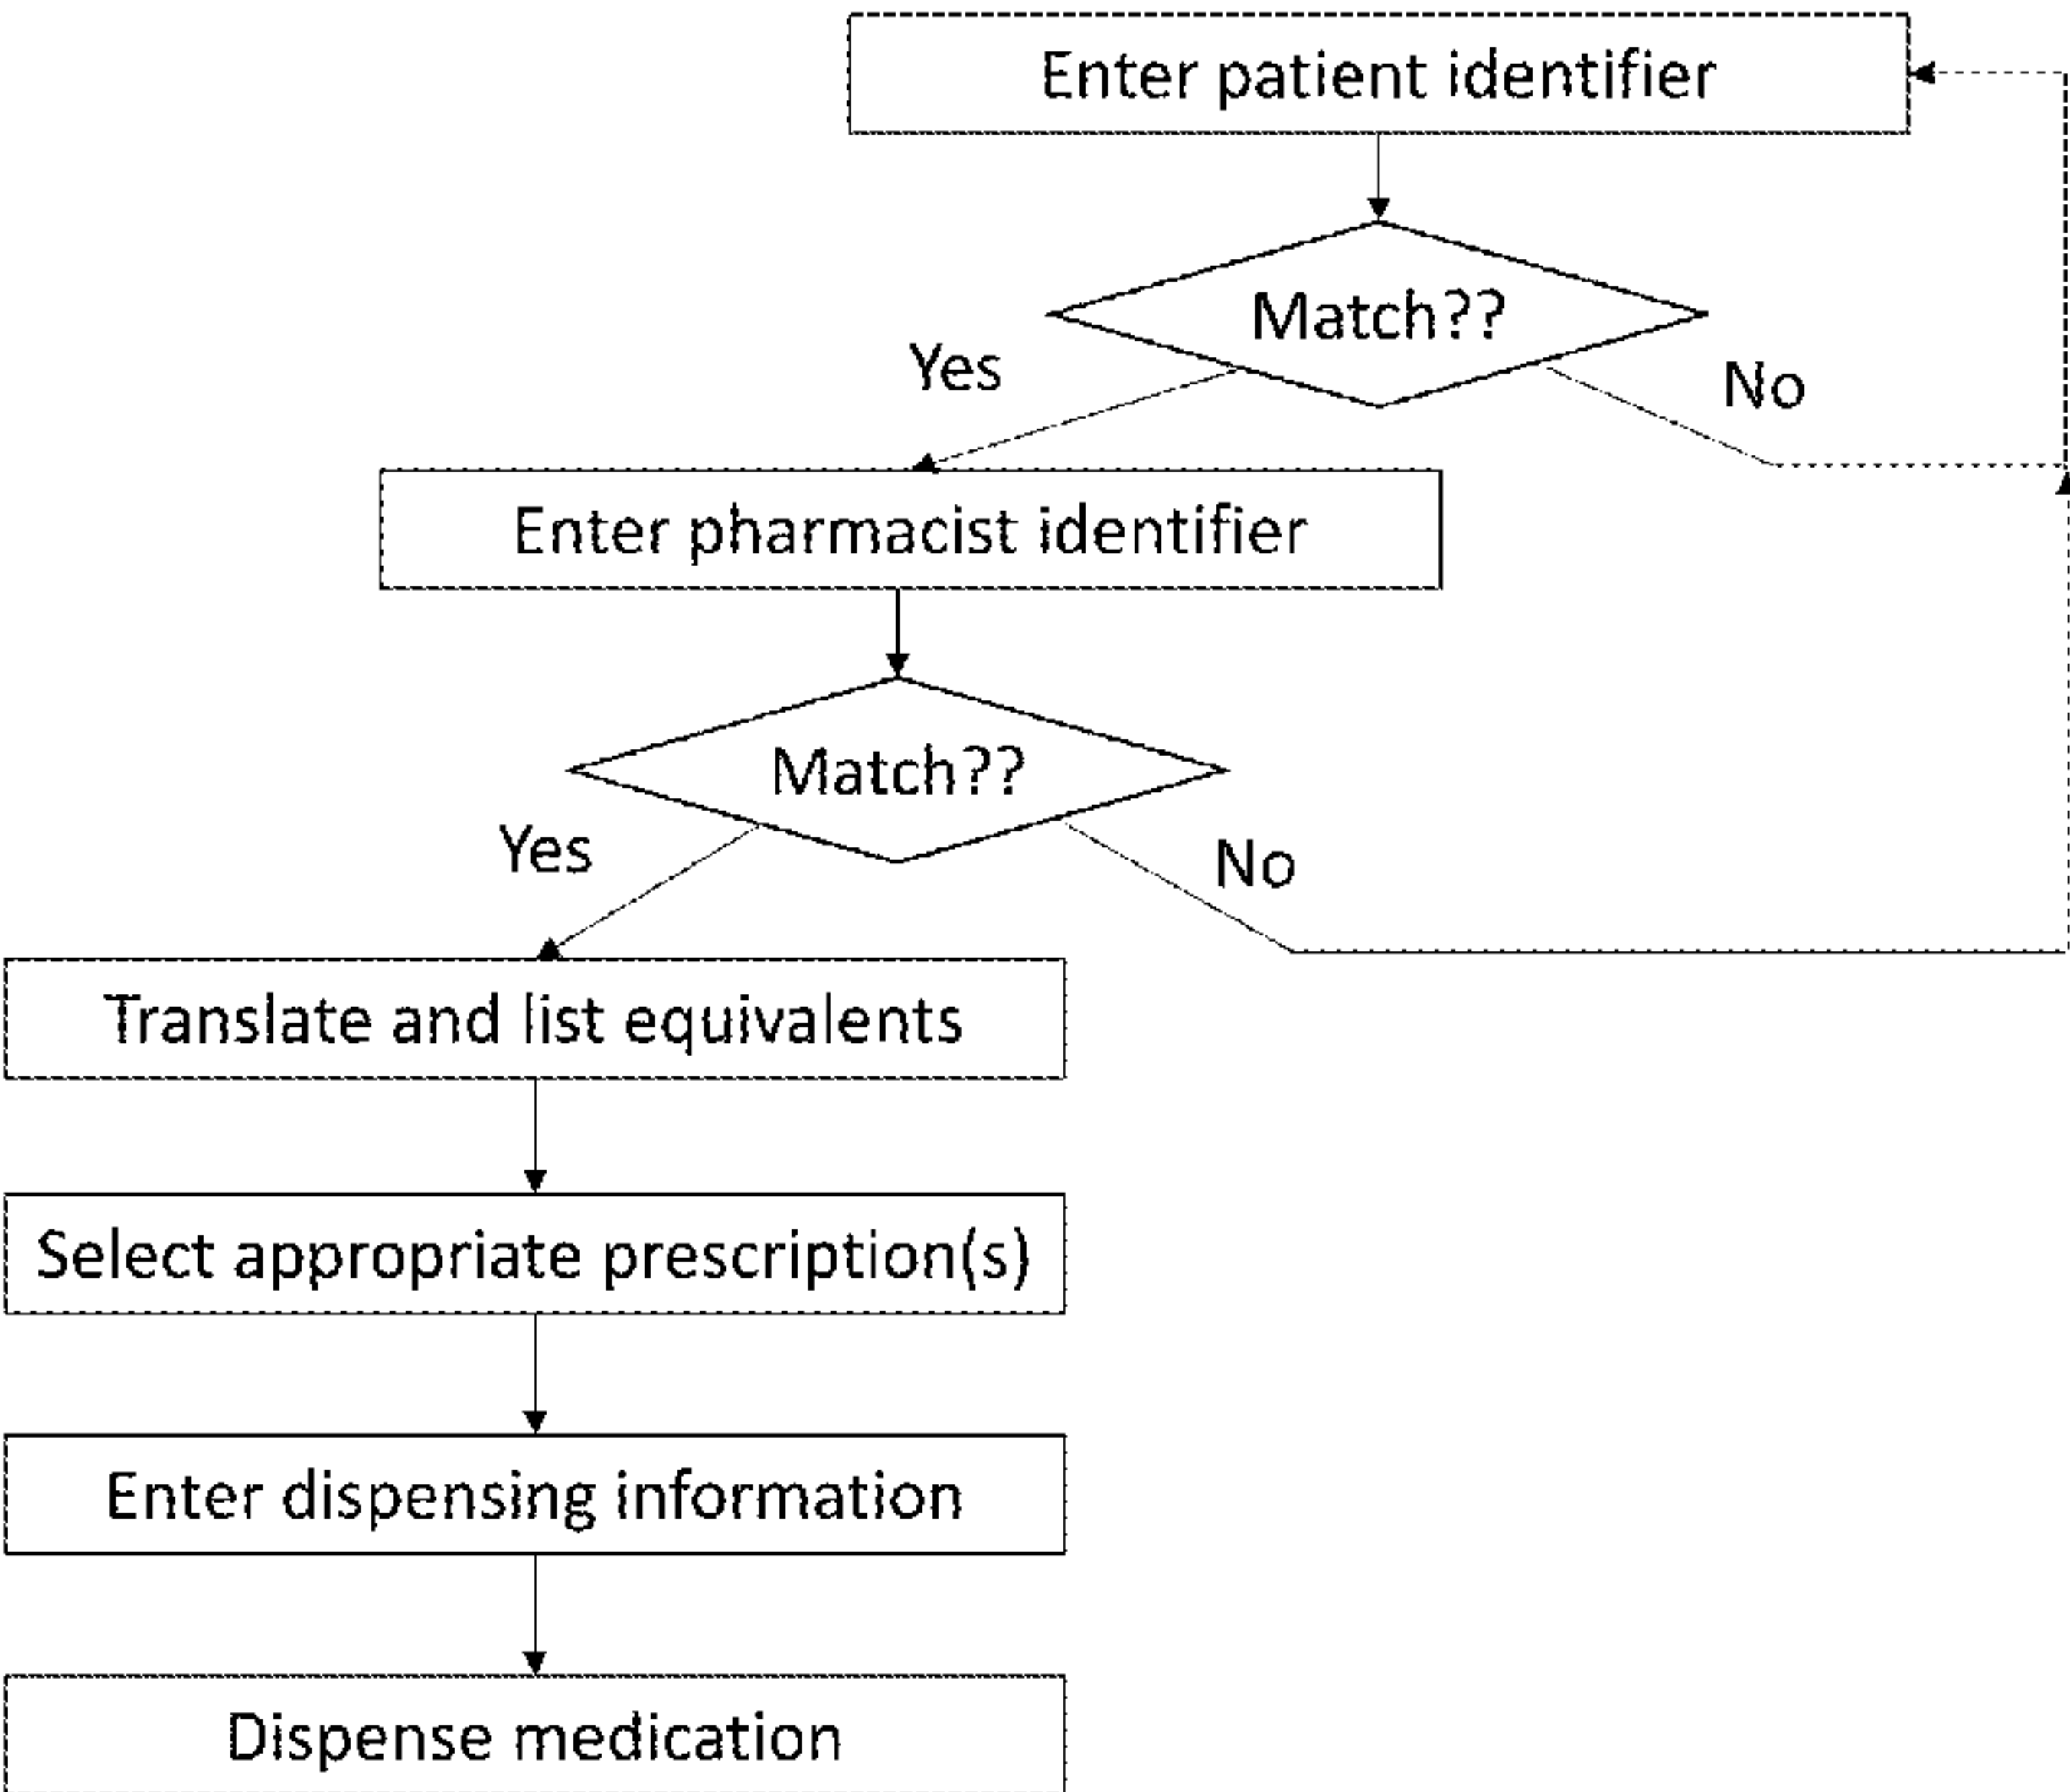 Enter patient identifier
Match??
Yes
No
Enter pharmacist identifier
Match??
Yes
No
Translate and list equivalents
Select appropriate prescription(s)
Enter dispensing information
Dispense medication